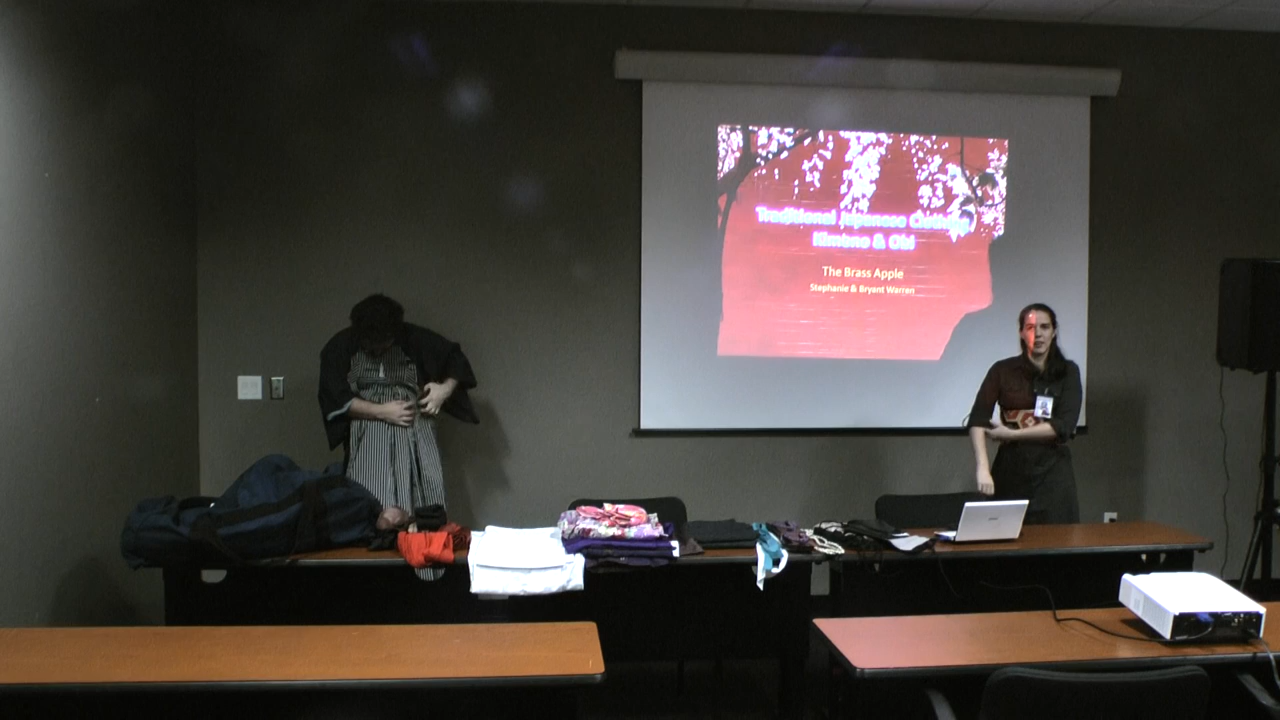 Traditional Japanese Clothing
Kimono & Obi
The Brass Apple
Stephanie & Bryant Warren